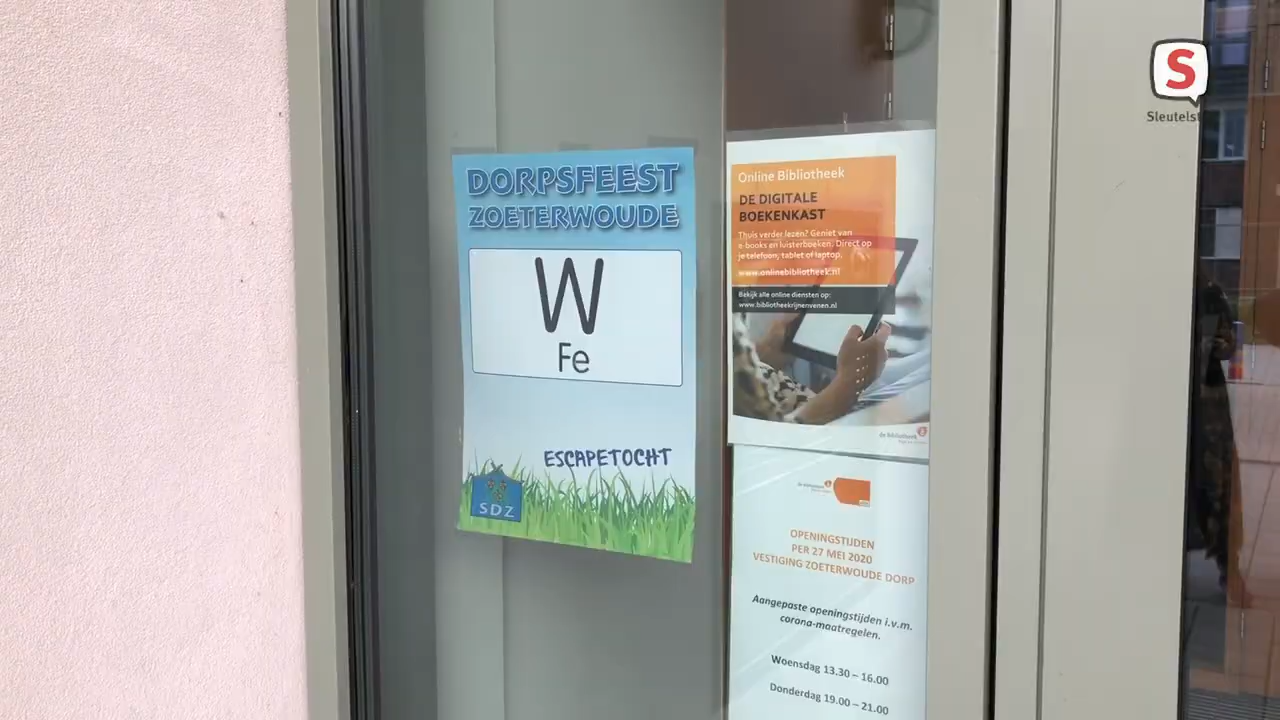 DORPSFEEST
ZOETERWOUDE
W
Fe
ESCAPETOCHT
SDZ
Online Bibliotheek
DE DIGITALE
BOEKENKAST
Thuis verder lezen? Geniet van
e-books en luisterboeken. Direct op
je telefoon, tablet of laptop.
www.onlinebibliotheek.nl
Bekijk alle online diensten op:
www.bibliotheekrijnenvenen.nl
de Bibliotheek
de Bibliotheek
OPENINGSTIJDEN
PER 27 MEI 2020
VESTIGING ZOETERWOUDE DORP
Aangepaste openingstijden i.v.m.
corona-maatregelen.
Woensdag 13.30 – 16.00
Donderdag 19.00 – 21.00
S
Sleutelst